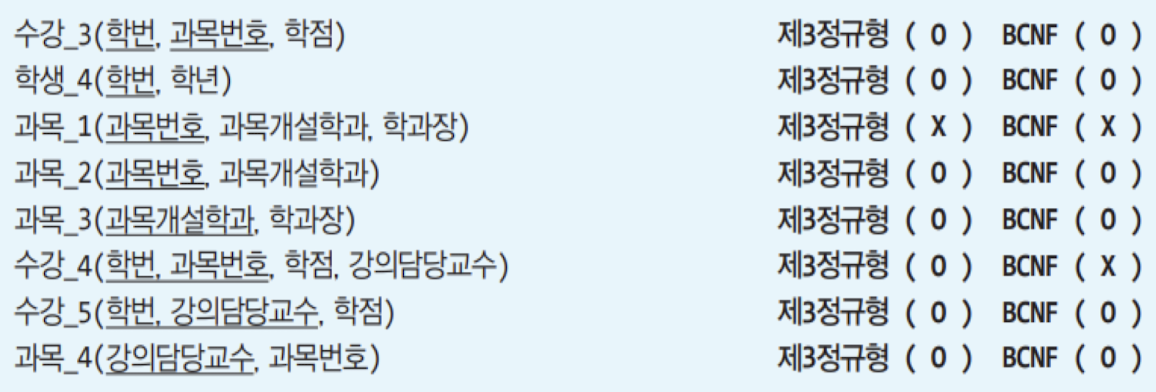 수강_3(학번, 과목번호, 학점) 제3정규형 ( O ) BCNF ( O )
학생_4(학번, 학년) 제3정규형 ( O ) BCNF ( O )
과목_1(과목번호, 과목개설학과, 학과장) 제3정규형 ( X ) BCNF ( X )
과목_2(과목번호, 과목개설학과) 제3정규형 ( O ) BCNF ( O )
과목_3(과목개설학과, 학과장) 제3정규형 ( O ) BCNF ( O )
수강_4(학번, 과목번호, 학점, 강의담당교수) 제3정규형 ( O ) BCNF ( X )
수강_5(학번, 강의담당교수, 학점) 제3정규형 ( O ) BCNF ( O )
과목_4(강의담당교수, 과목번호) 제3정규형 ( O ) BCNF ( O )